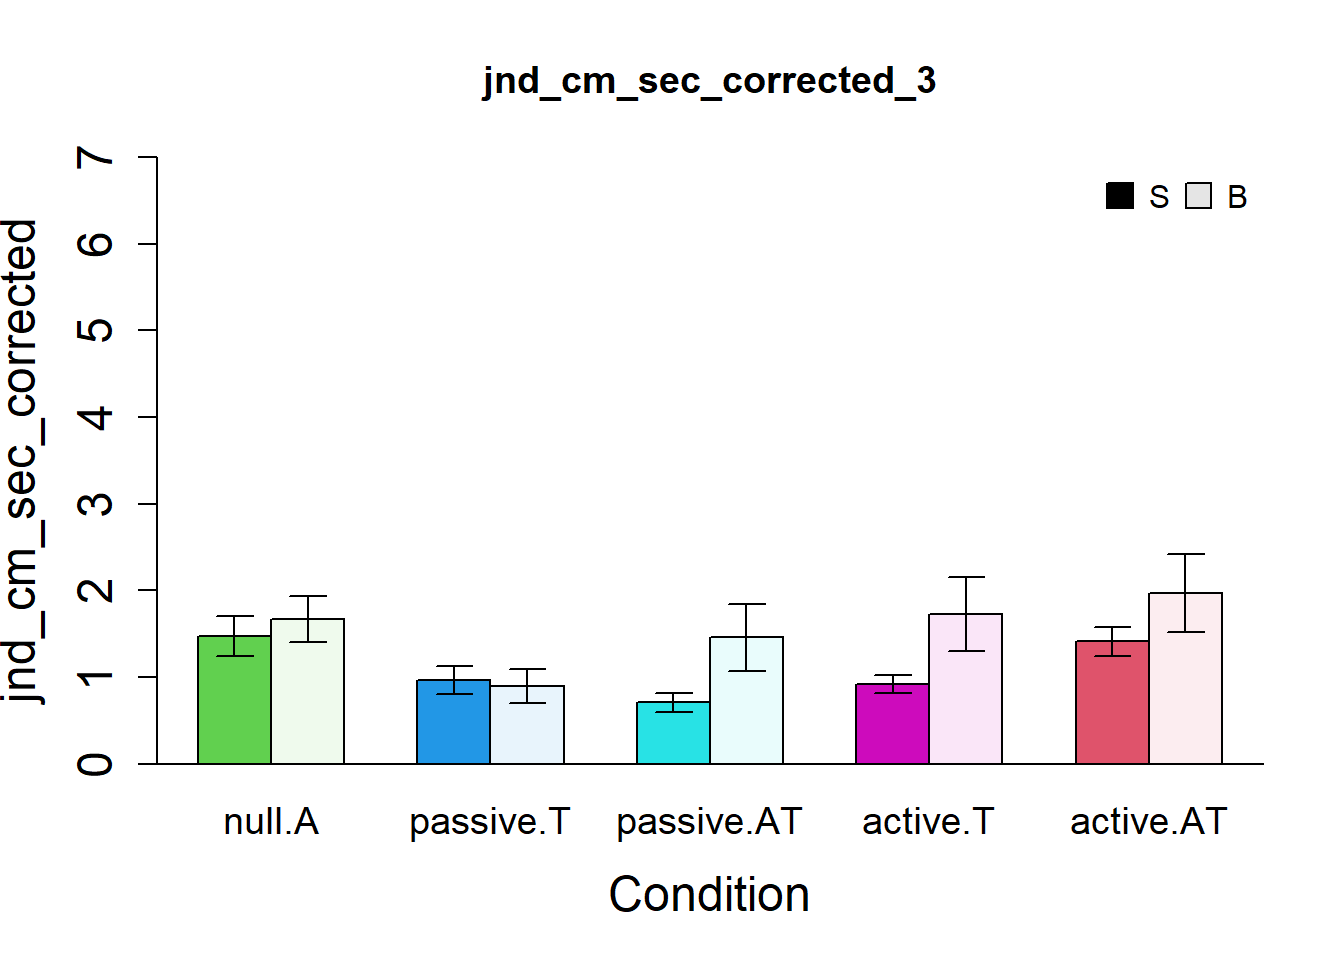 jnd_cm_sec_corrected_3
S B
jnd_cm_sec_corrected
7
6
5
4
3
2
1
0
null.A passive.T passive.AT active.T active.AT
Condition